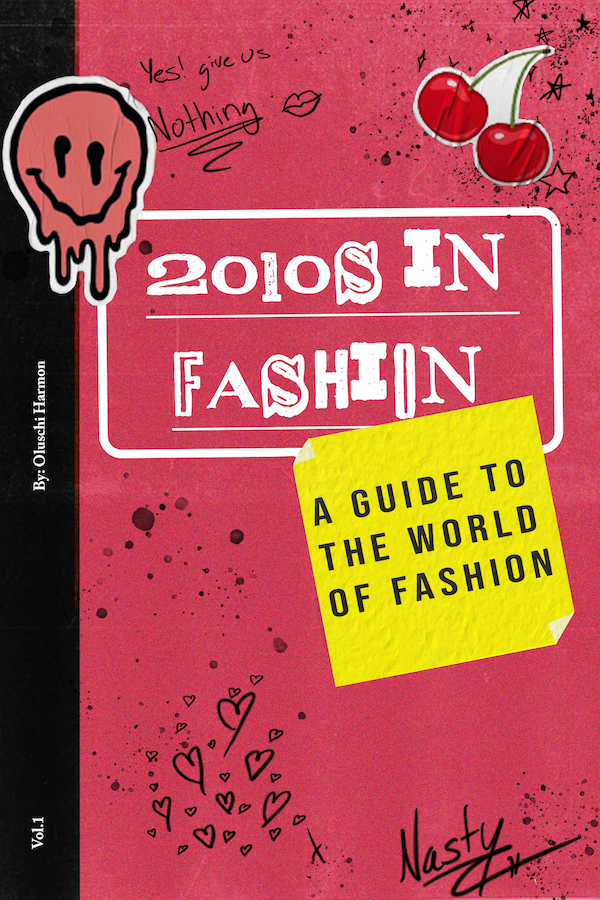 Yes! give us
Nothing
2010S IN
FASHION
A GUIDE TO
THE WORLD
OF FASHION
By: Oluschi Harmon
Vol.1
Nasty